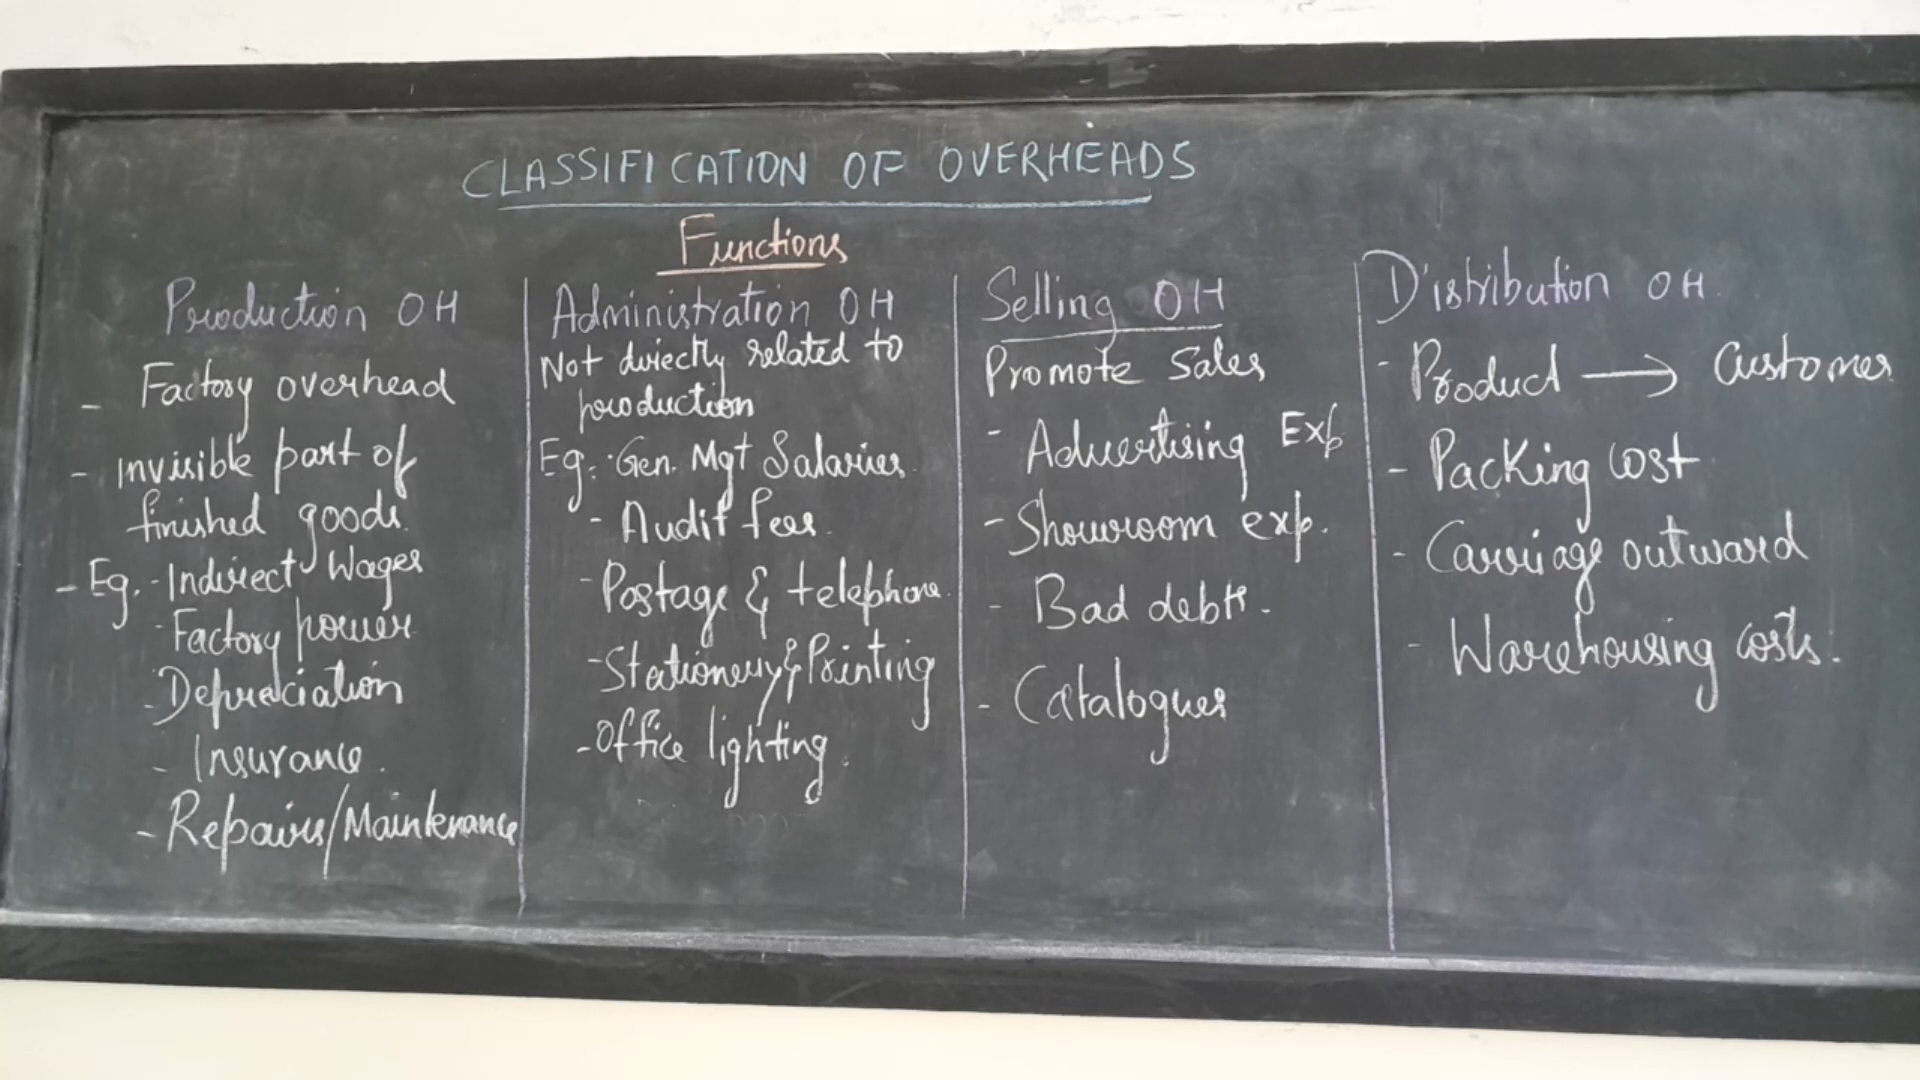 CLASSIFICATION OF OVERHEADS
Functions
Production OH
- Factory overhead
- Invisible part of
finished goods.
- Eg. - Indirect Wages
- Factory power
- Depreciation
- Insurance.
- Repairs/Maintenance
Administration OH
Not directly related to
production
Eg: Gen. Mgt Salaries.
- Audit fees.
- Postage & telephone.
- Stationery & Printing
- Office lighting.
Selling OH
Promote Sales
- Advertising Exp
- Showroom exp.
- Bad debts.
- Catalogues
Distribution OH.
- Product → Customer
- Packing cost
- Carriage outward
- Warehousing costs.